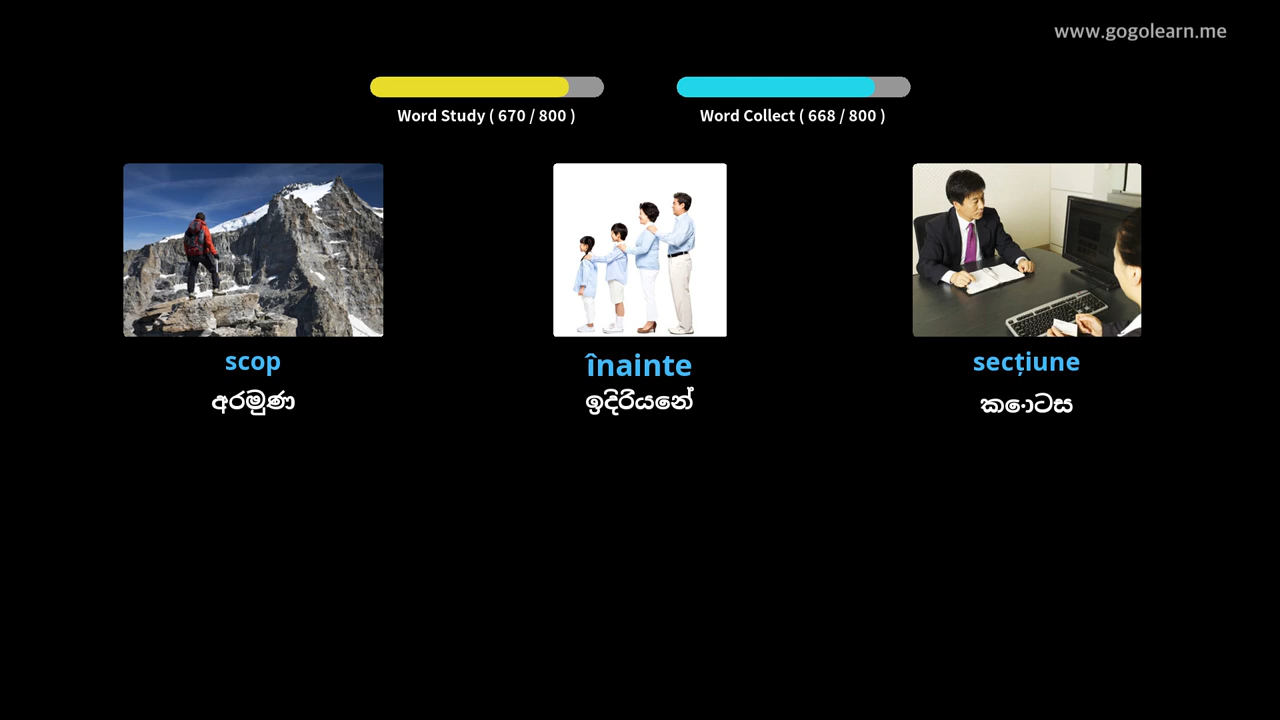 www.gogolearn.me
Word Study ( 670 / 800 )
Word Collect ( 668 / 800 )
scop
අරමුණ
înainte
ඉදිරියනේ
secțiune
කොටස